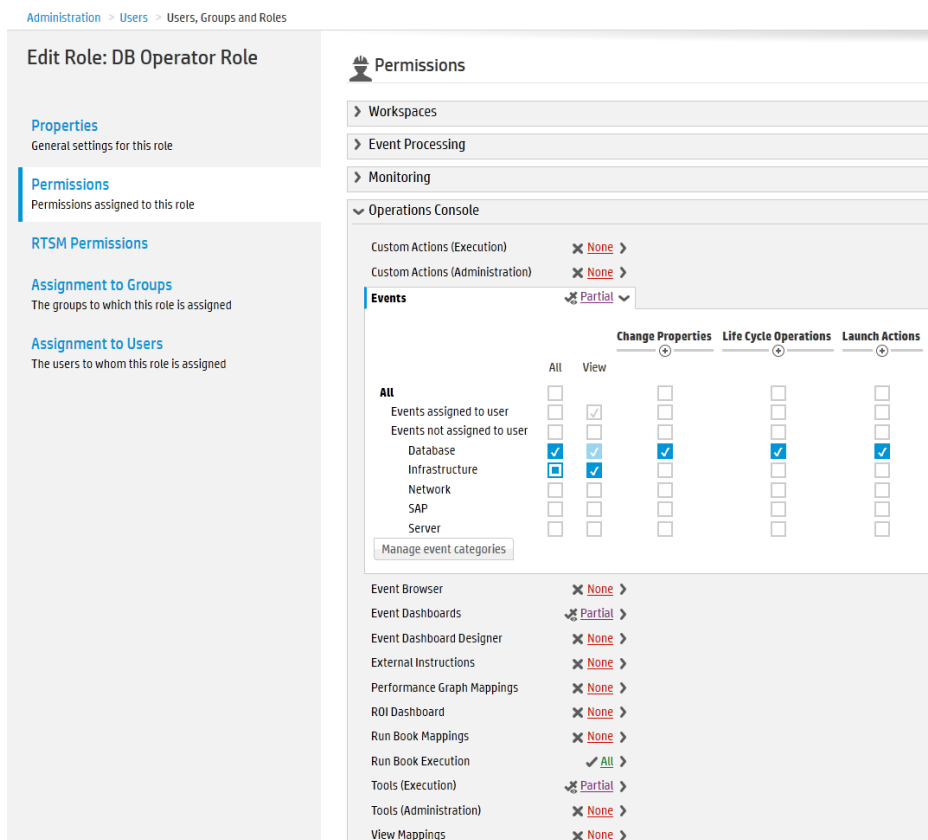 Administration > Users > Users, Groups and Roles
Edit Role: DB Operator Role
Properties
General settings for this role
Permissions
Permissions assigned to this role
RTSM Permissions
Assignment to Groups
The groups to which this role is assigned
Assignment to Users
The users to whom this role is assigned
Permissions
Workspaces
Event Processing
Monitoring
Operations Console
Custom Actions (Execution) None
Custom Actions (Administration) None
Events Partial
Change Properties Life Cycle Operations Launch Actions
All View
All
Events assigned to user
Events not assigned to user
Database
Infrastructure
Network
SAP
Server
Manage event categories
Event Browser None
Event Dashboards Partial
Event Dashboard Designer None
External Instructions None
Performance Graph Mappings None
ROI Dashboard None
Run Book Mappings None
Run Book Execution All
Tools (Execution) Partial
Tools (Administration) None
View Mappings None